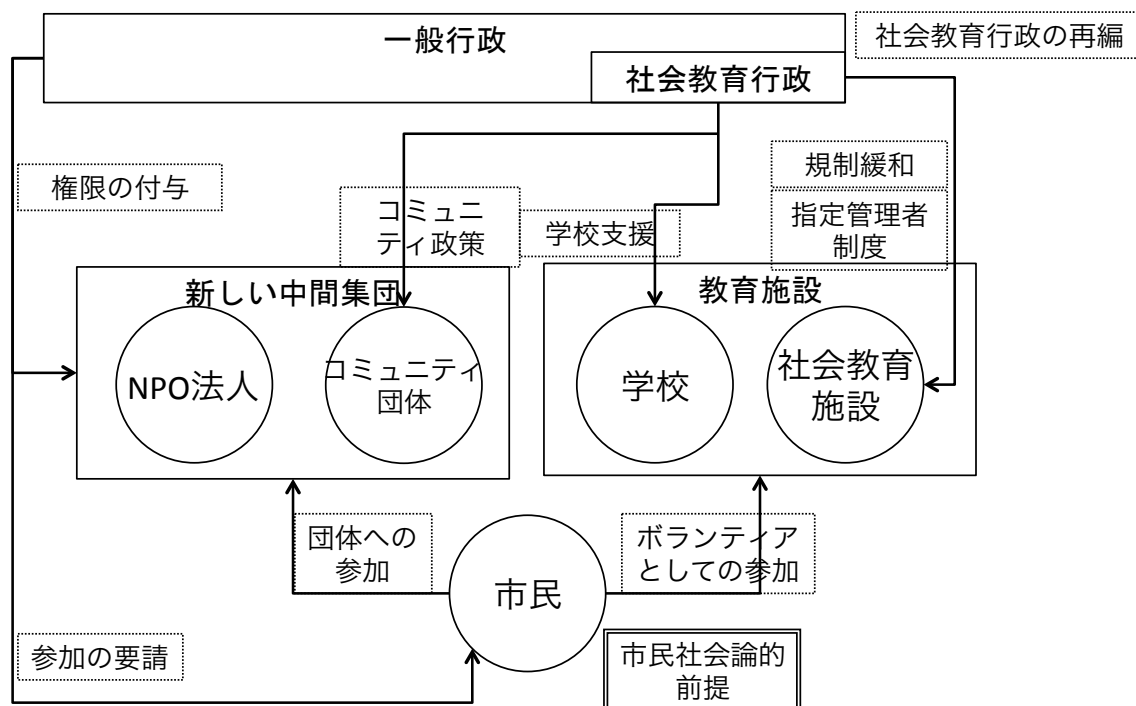 一般行政
社会教育行政の再編
社会教育行政
権限の付与
コミュニ
ティ政策
学校支援
規制緩和
指定管理者
制度
新しい中間集団
教育施設
NPO法人
コミュニティ
団体
学校
社会教育
施設
団体への
参加
市民
ボランティア
としての参加
参加の要請
市民社会論的
前提